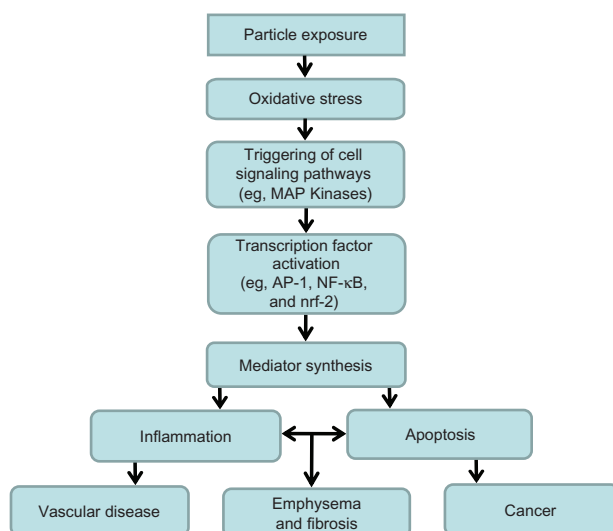 Particle exposure
Oxidative stress
Triggering of cell
signaling pathways
(eg, MAP Kinases)
Transcription factor
activation
(eg, AP-1, NF-κB,
and nrf-2)
Mediator synthesis
Inflammation
Apoptosis
Vascular disease
Emphysema
and fibrosis
Cancer